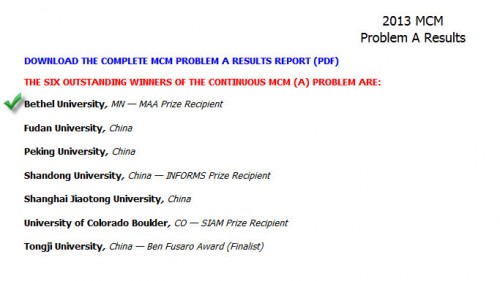 2013 MCM
Problem A Results
DOWNLOAD THE COMPLETE MCM PROBLEM A RESULTS REPORT (PDF)
THE SIX OUTSTANDING WINNERS OF THE CONTINUOUS MCM (A) PROBLEM ARE:
Bethel University, MN — MAA Prize Recipient
Fudan University, China
Peking University, China
Shandong University, China — INFORMS Prize Recipient
Shanghai Jiaotong University, China
University of Colorado Boulder, CO — SIAM Prize Recipient
Tongji University, China — Ben Fusaro Award (Finalist)